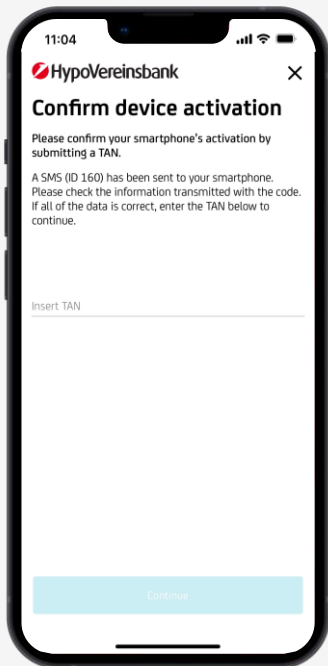 11:04
HypoVereinsbank
Confirm device activation
Please confirm your smartphone's activation by
submitting a TAN.
A SMS (ID 160) has been sent to your smartphone.
Please check the information transmitted with the code.
If all of the data is correct, enter the TAN below to
continue.
Insert TAN
Continue